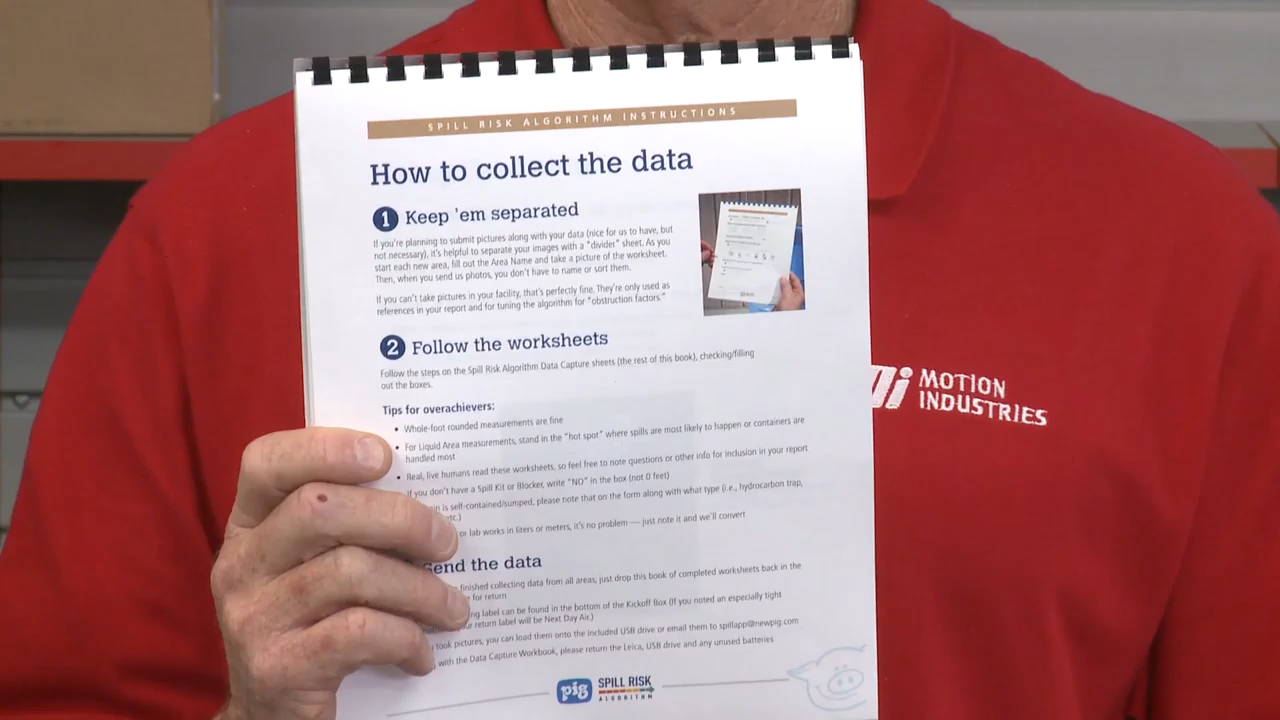 SPILL RISK ALGORITHM INSTRUCTIONS
How to collect the data
1 Keep 'em separated
If you're planning to submit pictures along with your data (nice for us to have, but
not necessary), it's helpful to separate your images with a "divider" sheet. As you
start each new area, fill out the Area Name and take a picture of the worksheet.
Then, when you send us photos, you don't have to name or sort them.
If you can't take pictures in your facility, that's perfectly fine. They're only used as
references in your report and for tuning the algorithm for "obstruction factors."
2 Follow the worksheets
Follow the steps on the Spill Risk Algorithm Data Capture sheets (the rest of this book), checking/filling
out the boxes.
Tips for overachievers:
• Whole-foot rounded measurements are fine
• For Liquid Area measurements, stand in the "hot spot" where spills are most likely to happen or containers are
handled most
• Real, live humans read these worksheets, so feel free to note questions or other info for inclusion in your report
If you don't have a Spill Kit or Blocker, write "NO" in the box (not 0 feet)
is self-contained/sumped, please note that on the form along with what type (i.e., hydrocarbon trap,
etc.)
or lab works in liters or meters, it's no problem — just note it and we'll convert
Send the data
finished collecting data from all areas, just drop this book of completed worksheets back in the
for return
label can be found in the bottom of the Kickoff Box (If you noted an especially tight
return label will be Next Day Air.)
took pictures, you can load them onto the included USB drive or email them to spillapp@newpig.com
with the Data Capture Workbook, please return the Leica, USB drive and any unused batteries
pig SPILL RISK
ALGORITHM
Mi MOTION
INDUSTRIES